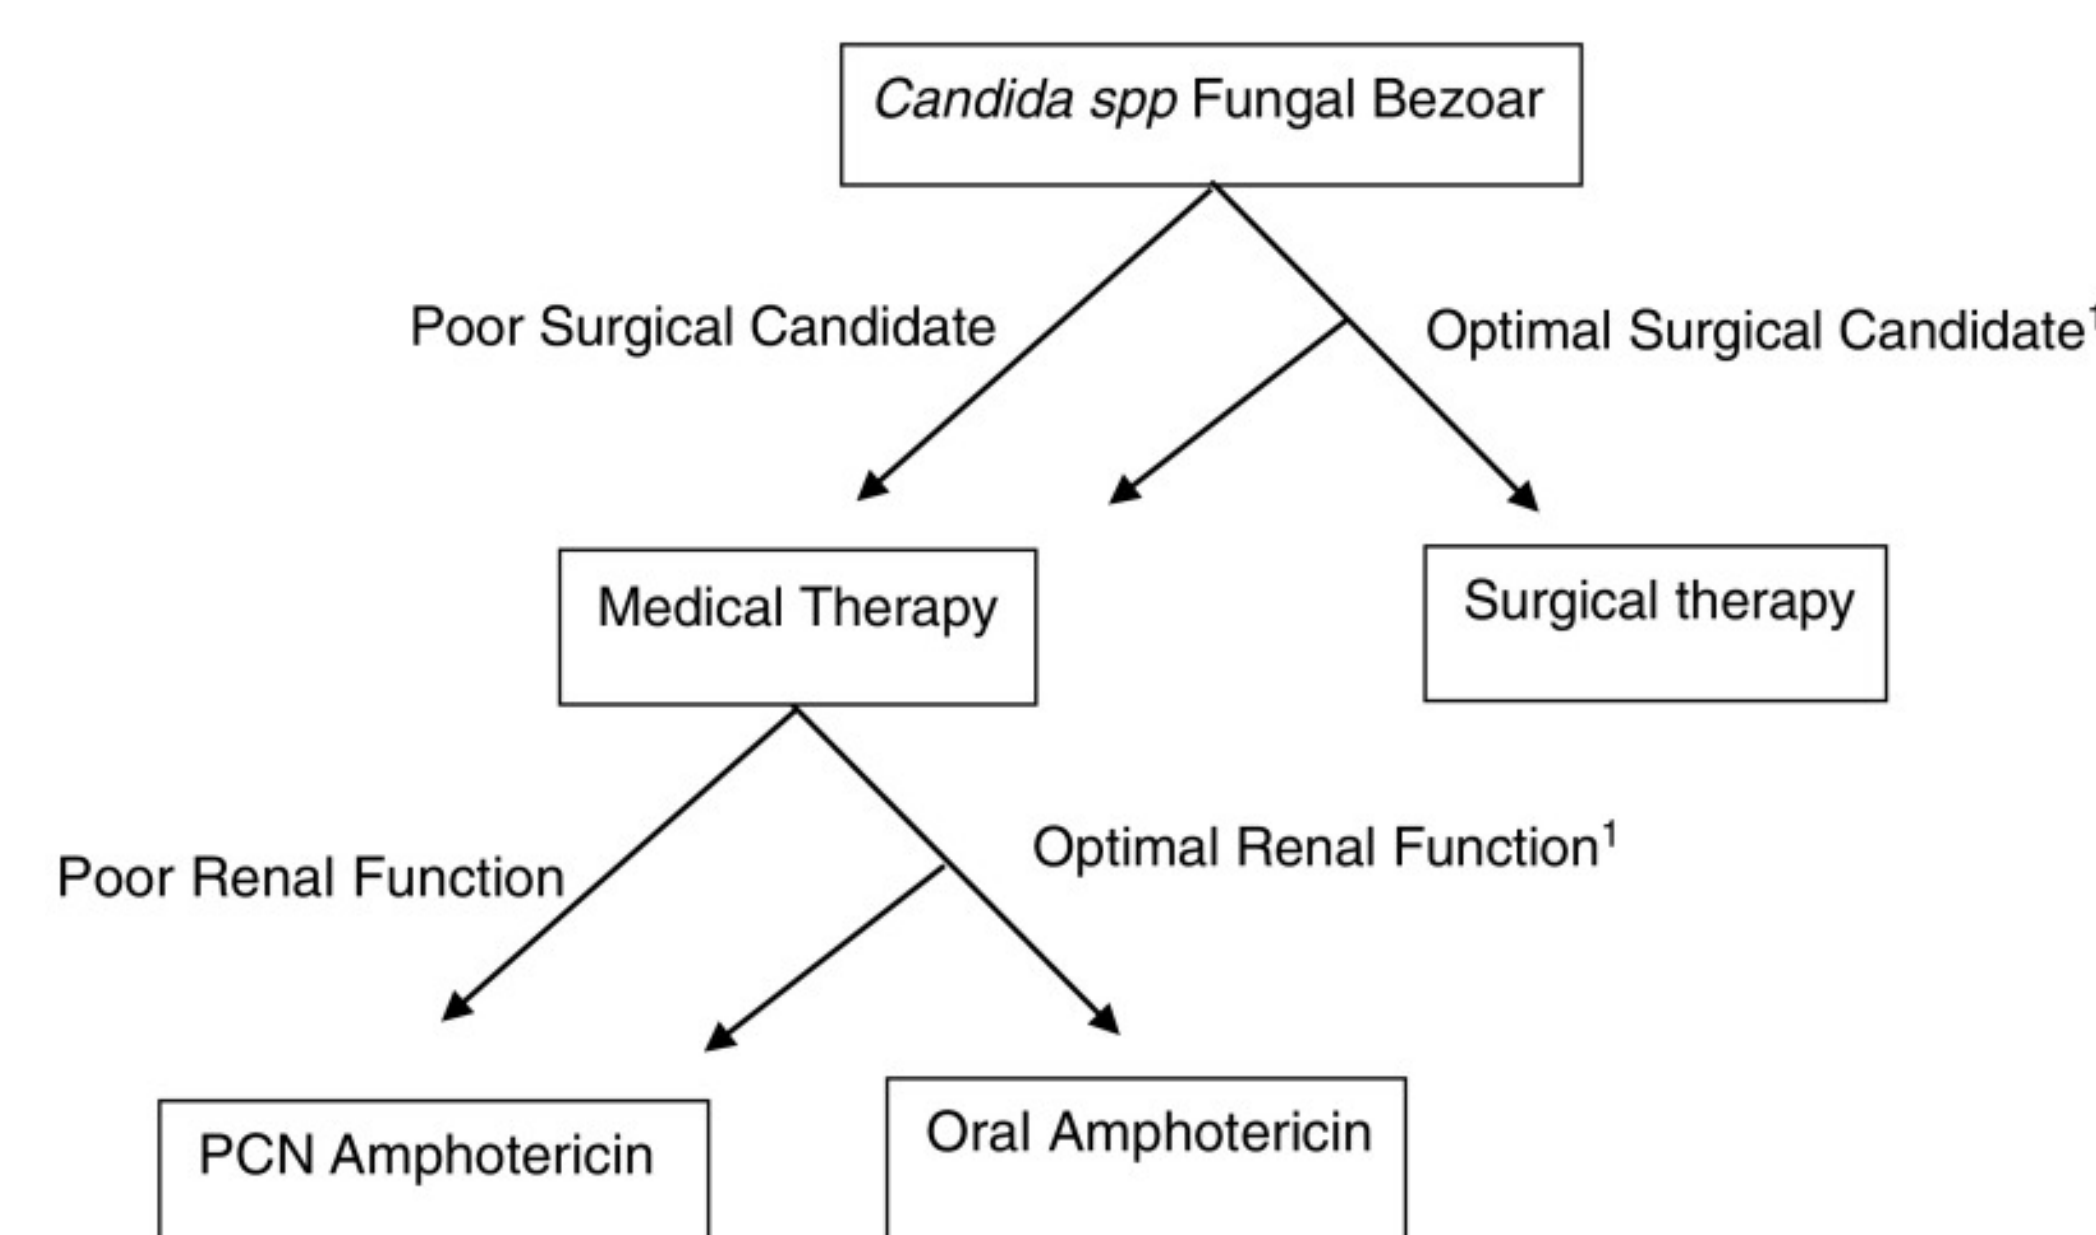 Candida spp Fungal Bezoar
Poor Surgical Candidate
Optimal Surgical Candidate¹
Medical Therapy
Surgical therapy
Poor Renal Function
Optimal Renal Function¹
PCN Amphotericin
Oral Amphotericin